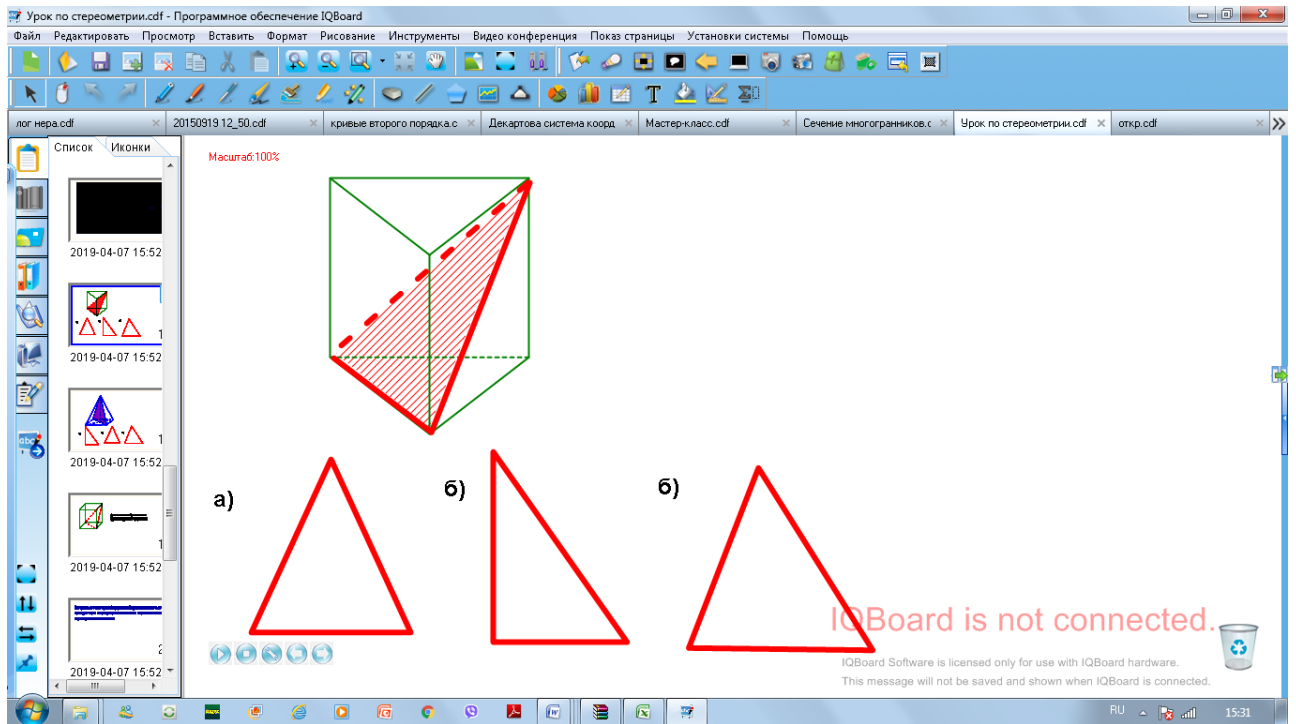 Урок по стереометрии.cdf - Программное обеспечение IQBoard
Файл Редактировать Просмотр Вставить Формат Рисование Инструменты Видео конференция Показ страницы Установки системы Помощь
лог нера.cdf 20150919 12_50.cdf кривые второго порядка.c Декартова система коорд Мастер-класс.cdf Сечение многогранников.c Урок по стереометрии.cdf откр.cdf
Список Иконки
Масштаб:100%
2019-04-07 15:52
2019-04-07 15:52
2019-04-07 15:52
2019-04-07 15:52
2019-04-07 15:52
а) б) б)
IQBoard is not connected.
IQBoard Software is licensed only for use with IQBoard hardware.
This message will not be saved and shown when IQBoard is connected.
RU 15:31